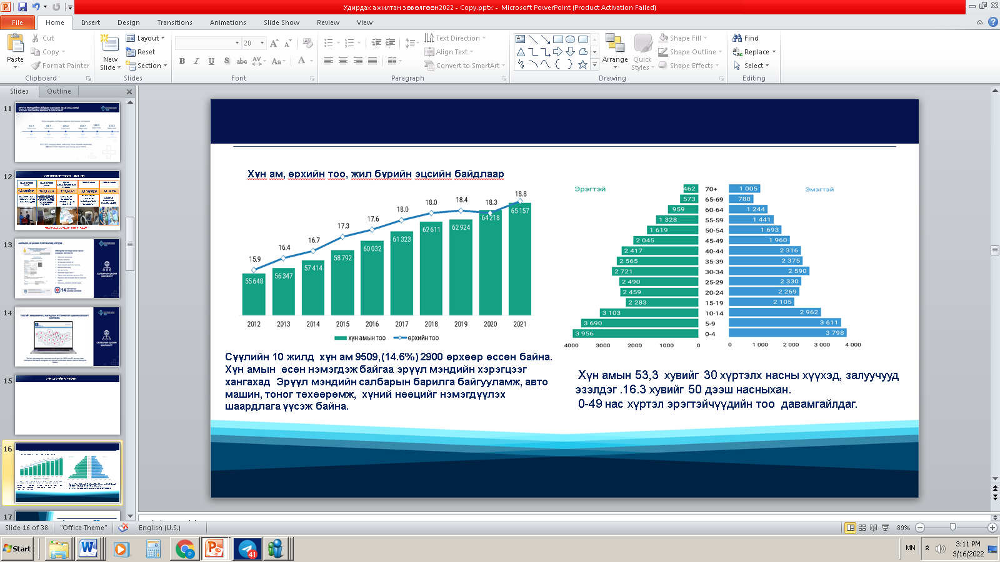 Удирдах ажилтан зөвлөгөөн2022 - Copy.pptx - Microsoft PowerPoint (Product Activation Failed)
File Home Insert Design Transitions Animations Slide Show Review View
Paste
Cut
Copy
Format Painter
Clipboard
New Slide
Layout
Reset
Section
Slides
20
Font
Text Direction
Align Text
Convert to SmartArt
Paragraph
Arrange
Quick Styles
Shape Fill
Shape Outline
Shape Effects
Drawing
Find
Replace
Select
Editing
Slides Outline
11
12
13
14
15
16
17
Хүн ам, өрхийн тоо, жил бүрийн эцсийн байдлаар
15.9 16.4 16.7 17.3 17.6 18.0 18.0 18.4 18.3 18.8
55 648 56 347 57 414 58 792 60 032 61 323 62 611 62 924 64 218 65 157
2012 2013 2014 2015 2016 2017 2018 2019 2020 2021
хүн амын тоо өрхийн тоо
Сүүлийн 10 жилд хүн ам 9509,(14.6%) 2900 өрхөөр өссөн байна.
Хүн амын өсөн нэмэгдэж байгаа эрүүл мэндийн хэрэгцээг
хангахад Эрүүл мэндийн салбарын барилга байгууламж, авто
машин, тоног төхөөрөмж, хүний нөөцийг нэмэгдүүлэх
шаардлага үүсэж байна.
Эрэгтэй Эмэгтэй
462 70+ 1 005
573 65-69 788
959 60-64 1 244
1 328 55-59 1 441
1 619 50-54 1 693
2 045 45-49 1 960
2 417 40-44 2 316
2 565 35-39 2 375
2 721 30-34 2 590
2 490 25-29 2 330
2 459 20-24 2 269
2 283 15-19 2 105
3 103 10-14 2 962
3 690 5-9 3 611
3 956 0-4 3 798
4000 3000 2000 1000 0 0 1 000 2 000 3 000 4 000
Хүн амын 53,3 хувийг 30 хүртэлх насны хүүхэд, залуучууд
эзэлдэг .16.3 хувийг 50 дээш насныхан.
0-49 нас хүртэл эрэгтэйчүүдийн тоо давамгайлдаг.
Slide 16 of 38 "Office Theme" English (U.S.) 89%
Start 41 MN 3:11 PM
3/16/2022